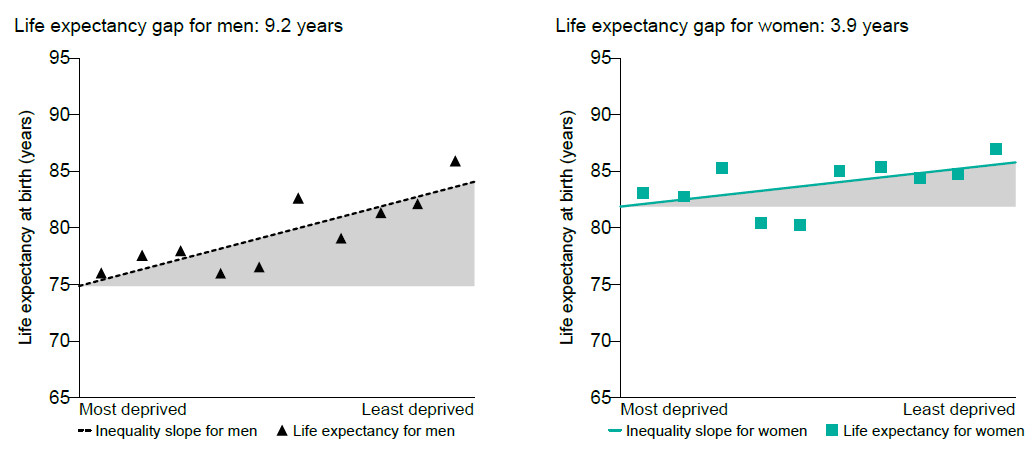 Life expectancy gap for men: 9.2 years
Life expectancy at birth (years)
95
90
85
80
75
70
65
Most deprived Least deprived
Inequality slope for men Life expectancy for men
Life expectancy gap for women: 3.9 years
Life expectancy at birth (years)
95
90
85
80
75
70
65
Most deprived Least deprived
Inequality slope for women Life expectancy for women